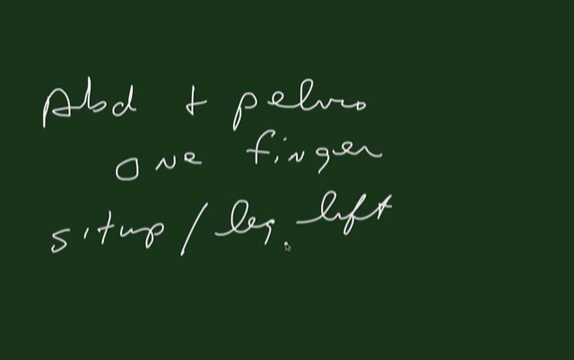 Abd + pelvis
one finger
situp / leg lift